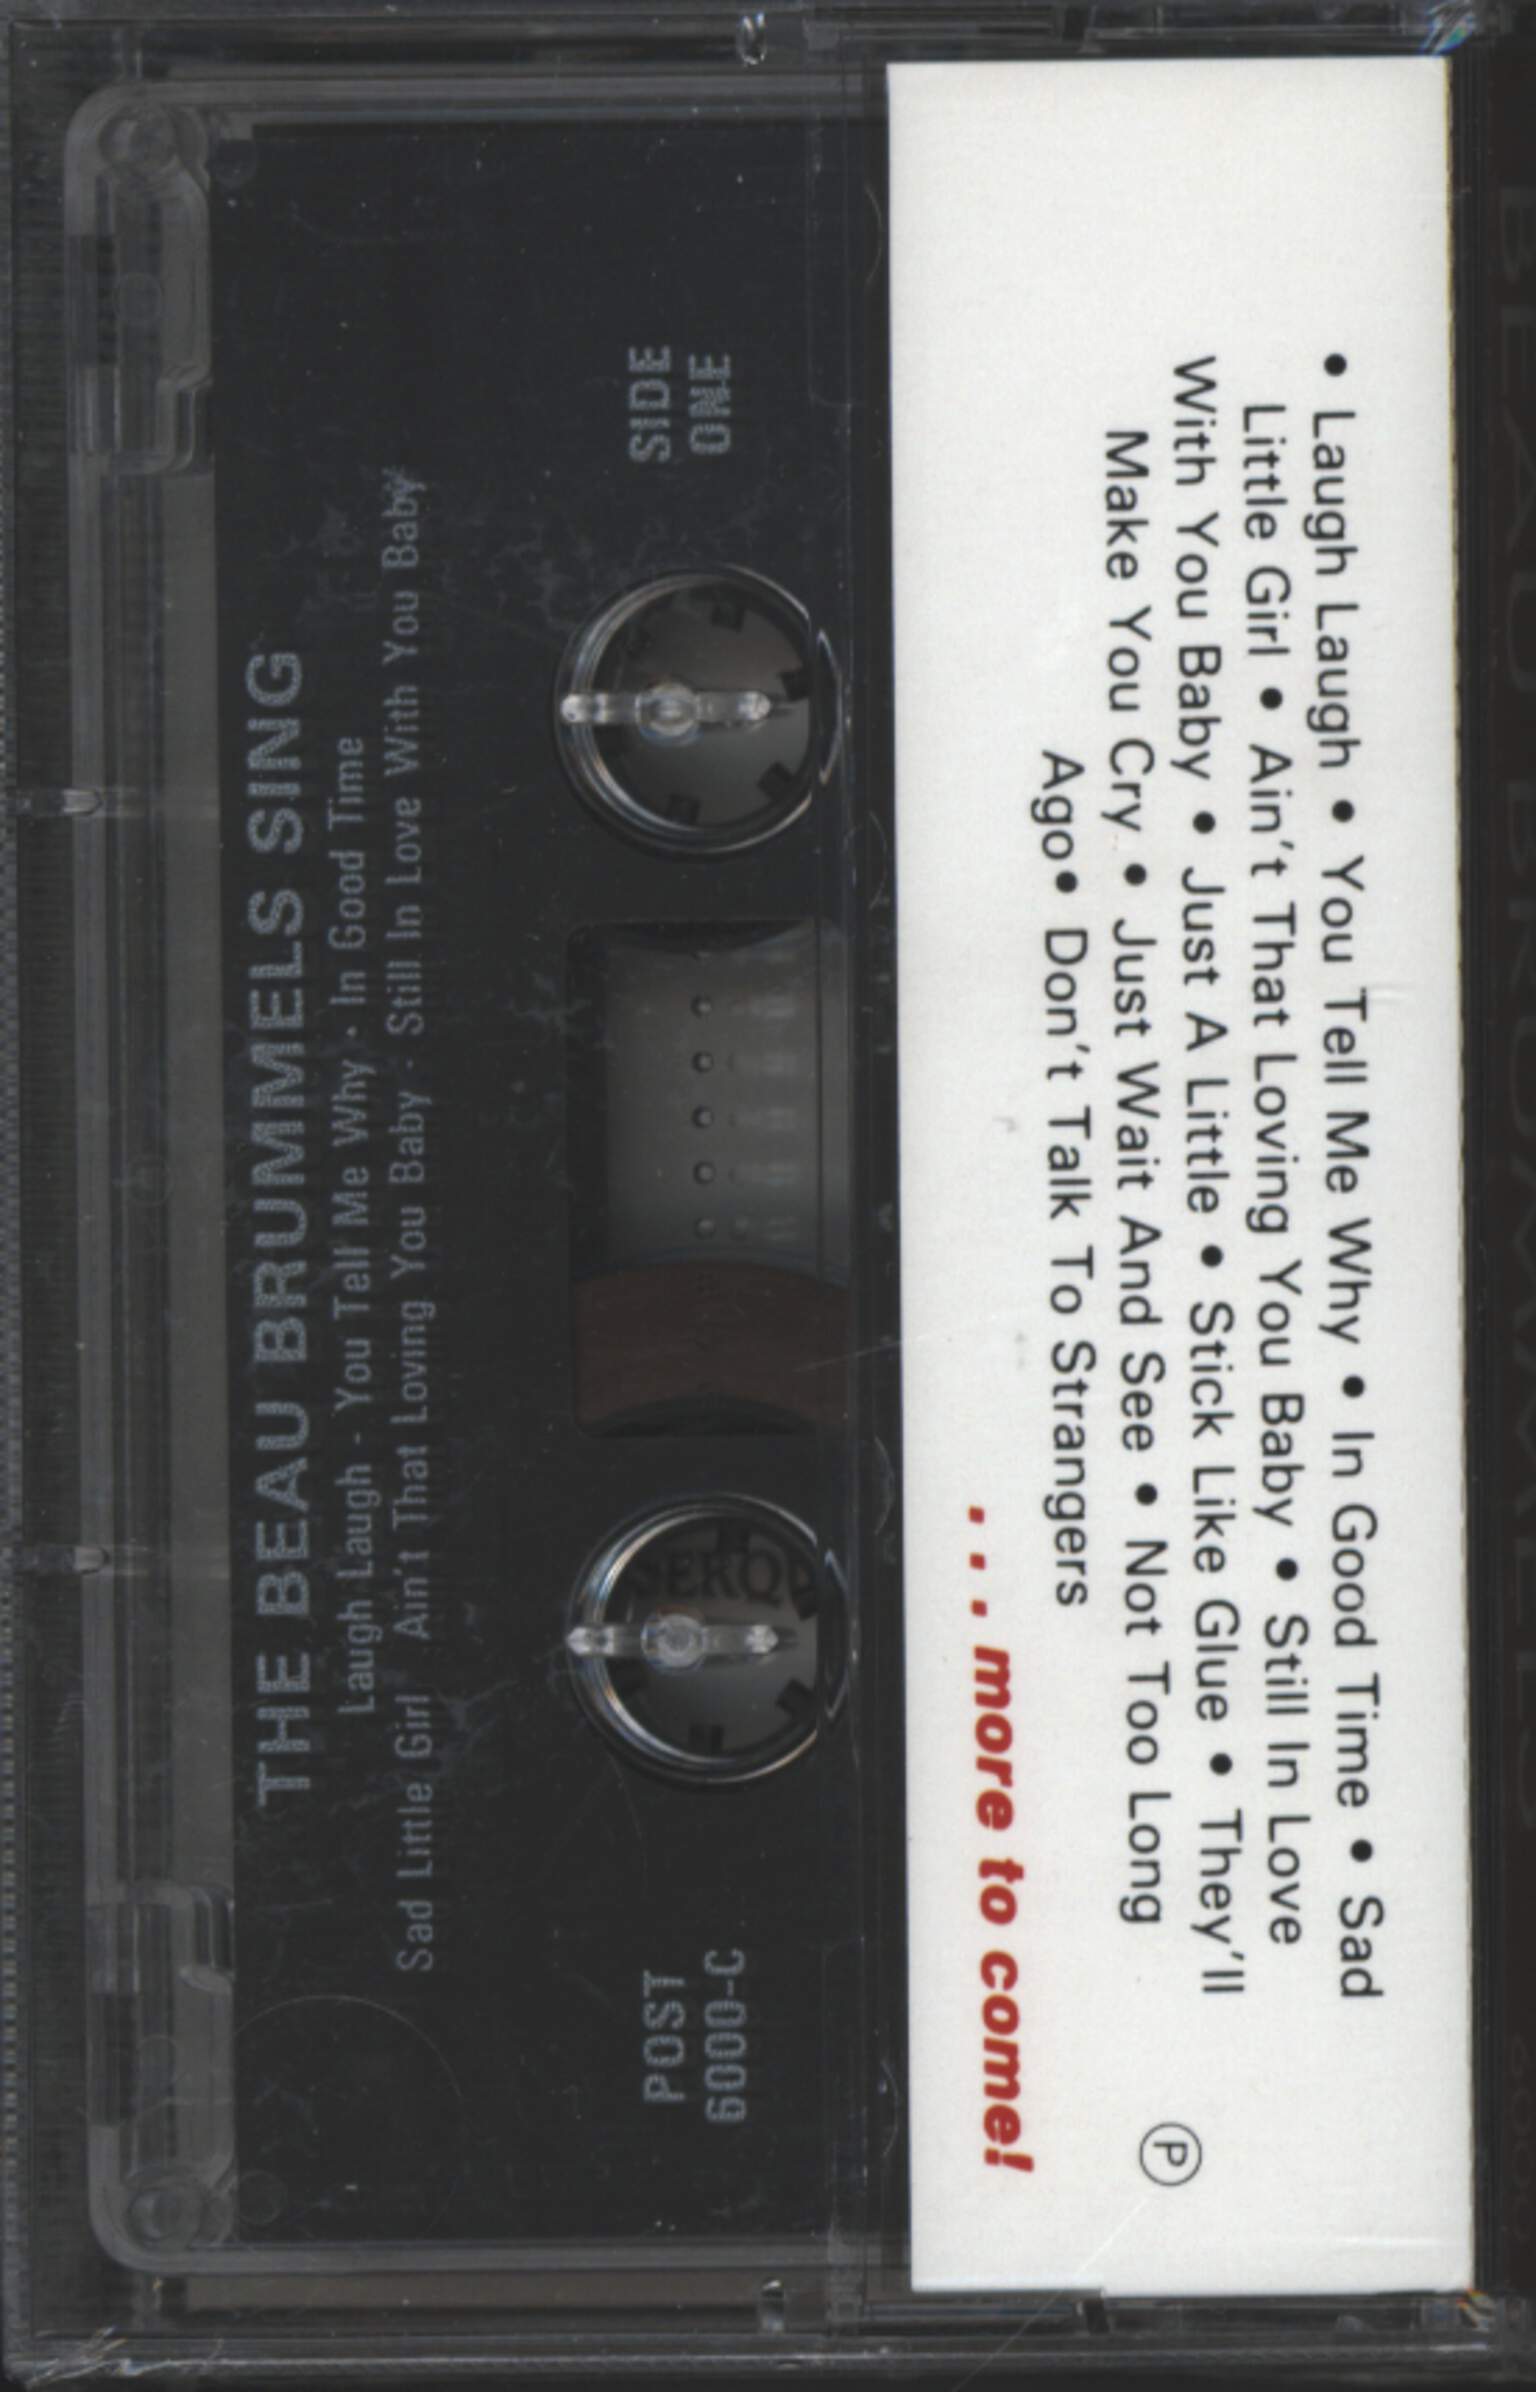 • Laugh Laugh • You Tell Me Why • In Good Time • Sad
Little Girl • Ain't That Loving You Baby • Still In Love
With You Baby • Just A Little • Stick Like Glue • They'll
Make You Cry • Just Wait And See • Not Too Long
Ago• Don't Talk To Strangers
. . . more to come!
Ⓟ
THE BEAU BRUMMELS SING
Laugh Laugh - You Tell Me Why · In Good Time
Sad Little Girl Ain't That Loving You Baby - Still In Love With You Baby
SIDE
ONE
POST
6000-C